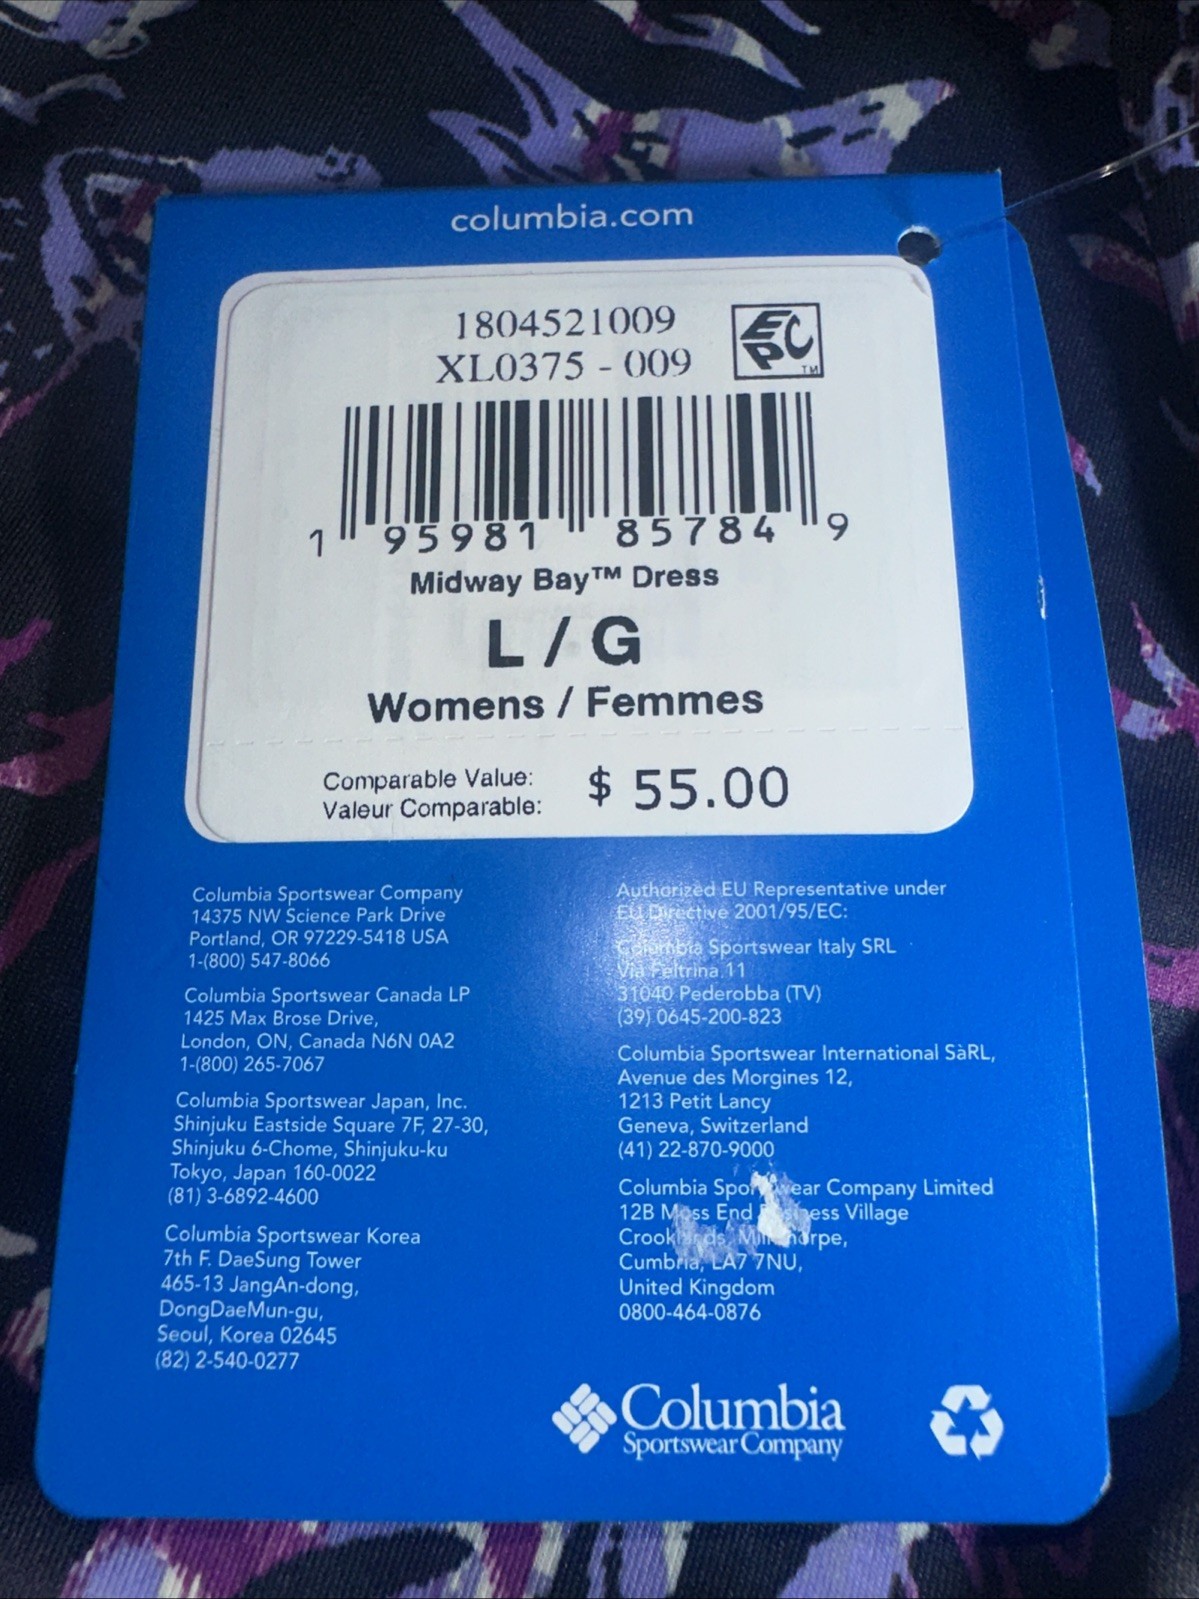 columbia.com
1804521009
XL0375 - 009
EPC TM
1 95981 85784 9
Midway Bay™ Dress
L / G
Womens / Femmes
Comparable Value:
Valeur Comparable:
$ 55.00
Columbia Sportswear Company
14375 NW Science Park Drive
Portland, OR 97229-5418 USA
1-(800) 547-8066
Columbia Sportswear Canada LP
1425 Max Brose Drive,
London, ON, Canada N6N 0A2
1-(800) 265-7067
Columbia Sportswear Japan, Inc.
Shinjuku Eastside Square 7F, 27-30,
Shinjuku 6-Chome, Shinjuku-ku
Tokyo, Japan 160-0022
(81) 3-6892-4600
Columbia Sportswear Korea
7th F. DaeSung Tower
465-13 JangAn-dong,
DongDaeMun-gu,
Seoul, Korea 02645
(82) 2-540-0277
Authorized EU Representative under
EU Directive 2001/95/EC:
Columbia Sportswear Italy SRL
Via Feltrina 11
31040 Pederobba (TV)
(39) 0645-200-823
Columbia Sportswear International SàRL,
Avenue des Morgines 12,
1213 Petit Lancy
Geneva, Switzerland
(41) 22-870-9000
Columbia Sportswear Company Limited
12B Moss End Business Village
Crooklands, Milnthorpe,
Cumbria, LA7 7NU,
United Kingdom
0800-464-0876
Columbia
Sportswear Company